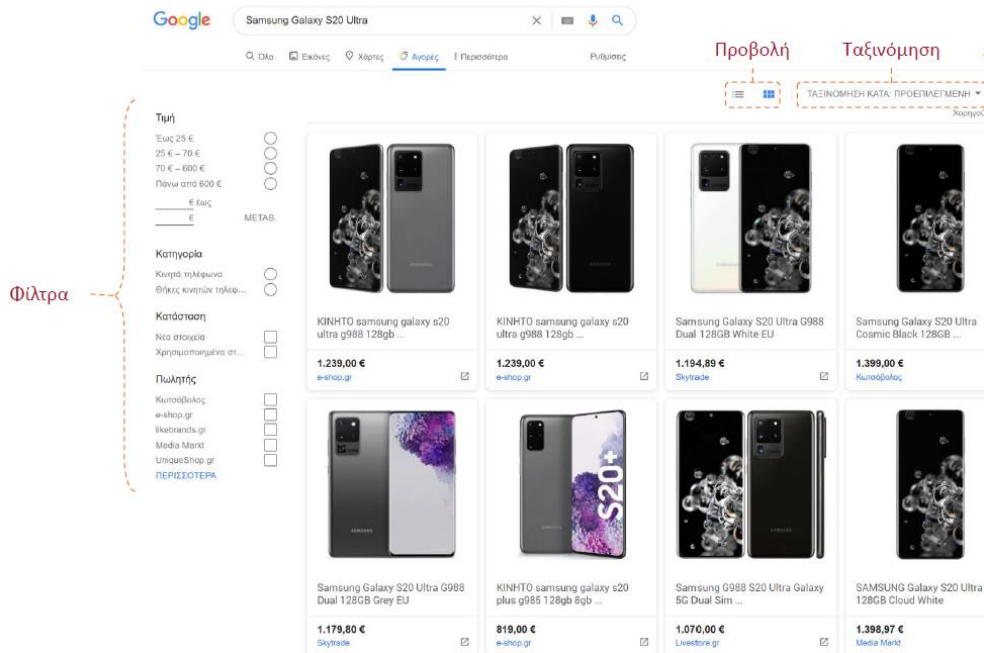 Google
Samsung Galaxy S20 Ultra
Όλα Εικόνες Χάρτες Αγορές Περισσότερα Ρυθμίσεις
Προβολή Ταξινόμηση
ΤΑΞΙΝΟΜΗΣΗ ΚΑΤΑ: ΠΡΟΕΠΙΛΕΓΜΕΝΗ
Φίλτρα
Τιμή
Έως 25 €
25 € – 70 €
70 € – 600 €
Πάνω από 600 €
€ έως
€ ΜΕΤΑΒ.
Κατηγορία
Κινητά τηλέφωνα
Θήκες κινητών τηλεφ...
Κατάσταση
Νέα στοιχεία
Χρησιμοποιημένα στ...
Πωλητής
Κωτσόβολος
e-shop.gr
likebrands.gr
Media Markt
UniqueShop.gr
ΠΕΡΙΣΣΟΤΕΡΑ
ΚΙΝΗΤΟ samsung galaxy s20
ultra g988 128gb ...
1.239,00 €
e-shop.gr
ΚΙΝΗΤΟ samsung galaxy s20
ultra g988 128gb ...
1.239,00 €
e-shop.gr
Samsung Galaxy S20 Ultra G988
Dual 128GB White EU
1.194,89 €
Skytrade
Samsung Galaxy S20 Ultra
Cosmic Black 128GB ...
1.399,00 €
Κωτσόβολος
SAMSUNG
Samsung Galaxy S20 Ultra G988
Dual 128GB Grey EU
1.179,80 €
Skytrade
S20+
ΚΙΝΗΤΟ samsung galaxy s20
plus g985 128gb 8gb ...
819,00 €
e-shop.gr
Samsung G988 S20 Ultra Galaxy
5G Dual Sim ...
1.070,00 €
Livestore.gr
SAMSUNG Galaxy S20 Ultra
128GB Cloud White
1.398,97 €
Media Markt